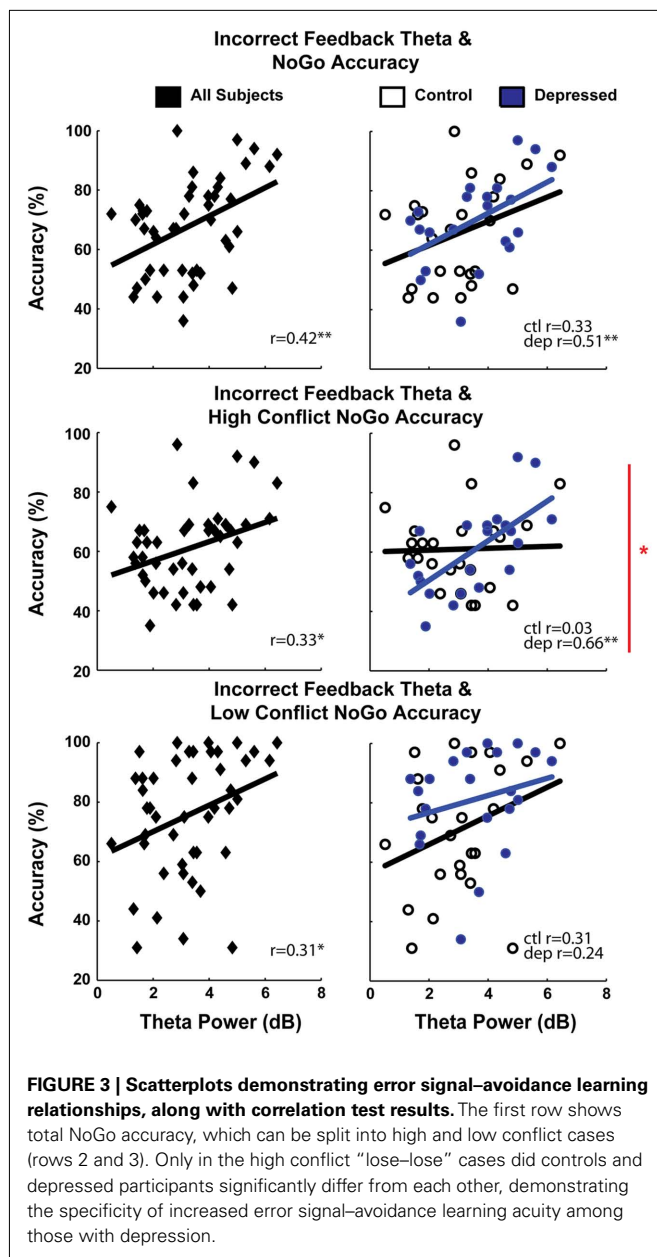 Incorrect Feedback Theta &
NoGo Accuracy
All Subjects
Control
Depressed
100
80
60
40
20
Accuracy (%)
r=0.42**
ctl r=0.33
dep r=0.51**
Incorrect Feedback Theta &
High Conflict NoGo Accuracy
100
80
60
40
20
Accuracy (%)
r=0.33*
ctl r=0.03
dep r=0.66**
*
Incorrect Feedback Theta &
Low Conflict NoGo Accuracy
100
80
60
40
20
Accuracy (%)
r=0.31*
ctl r=0.31
dep r=0.24
0 2 4 6 8
0 2 4 6 8
Theta Power (dB)
Theta Power (dB)
FIGURE 3 | Scatterplots demonstrating error signal–avoidance learning
relationships, along with correlation test results. The first row shows
total NoGo accuracy, which can be split into high and low conflict cases
(rows 2 and 3). Only in the high conflict “lose–lose” cases did controls and
depressed participants significantly differ from each other, demonstrating
the specificity of increased error signal–avoidance learning acuity among
those with depression.